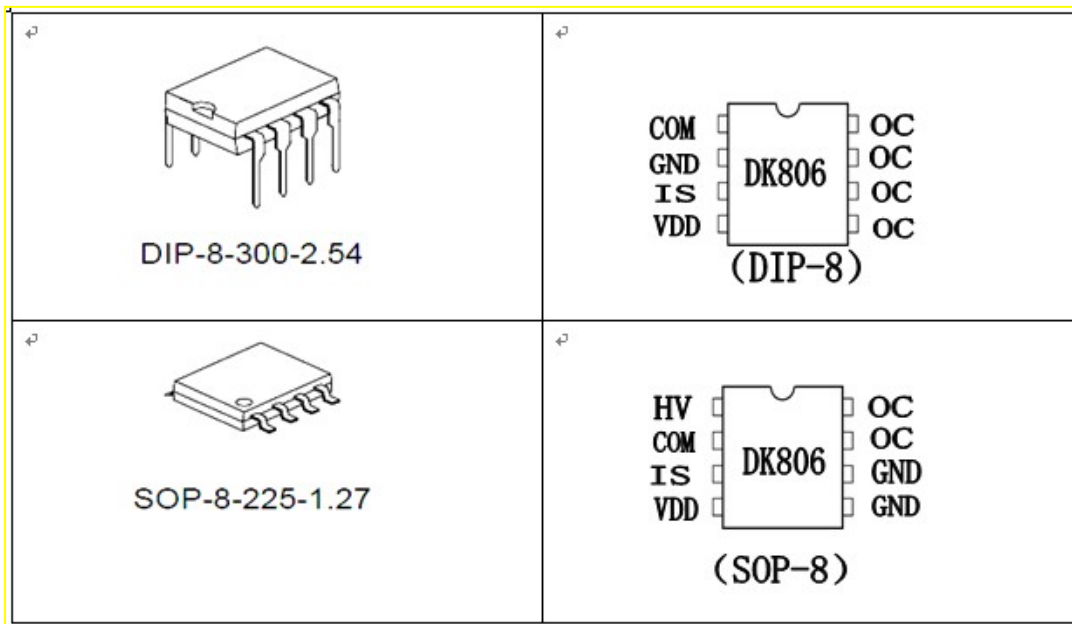 DIP-8-300-2.54
COM OC
GND OC
IS OC
VDD OC
DK806
(DIP-8)
SOP-8-225-1.27
HV OC
COM OC
IS GND
VDD GND
DK806
(SOP-8)